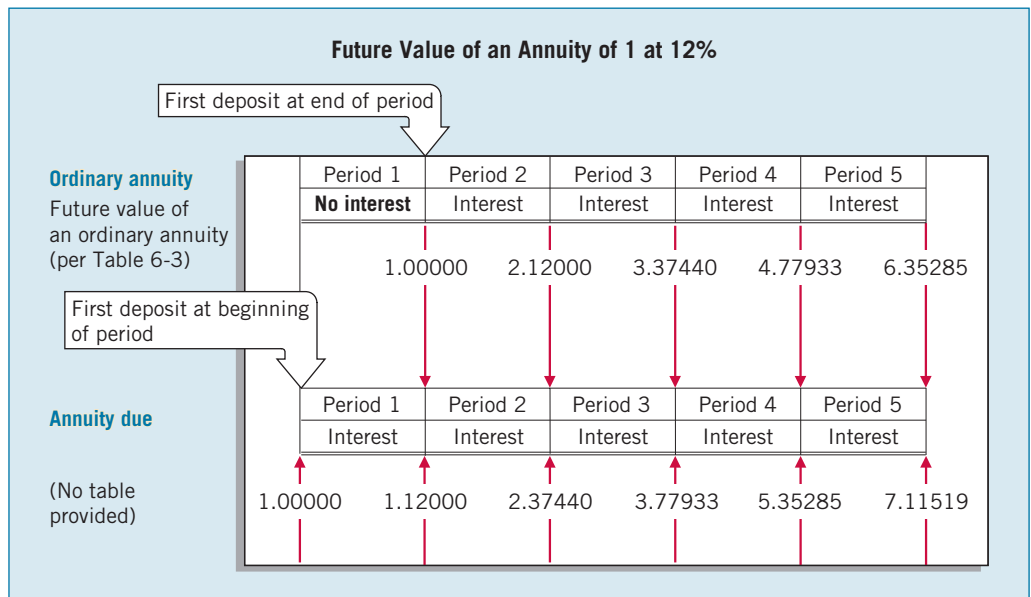 Future Value of an Annuity of 1 at 12%
First deposit at end of period
Ordinary annuity
Future value of
an ordinary annuity
(per Table 6-3)
Period 1 Period 2 Period 3 Period 4 Period 5
No interest Interest Interest Interest Interest
1.00000 2.12000 3.37440 4.77933 6.35285
First deposit at beginning
of period
Annuity due
Period 1 Period 2 Period 3 Period 4 Period 5
Interest Interest Interest Interest Interest
(No table
provided)
1.00000 1.12000 2.37440 3.77933 5.35285 7.11519